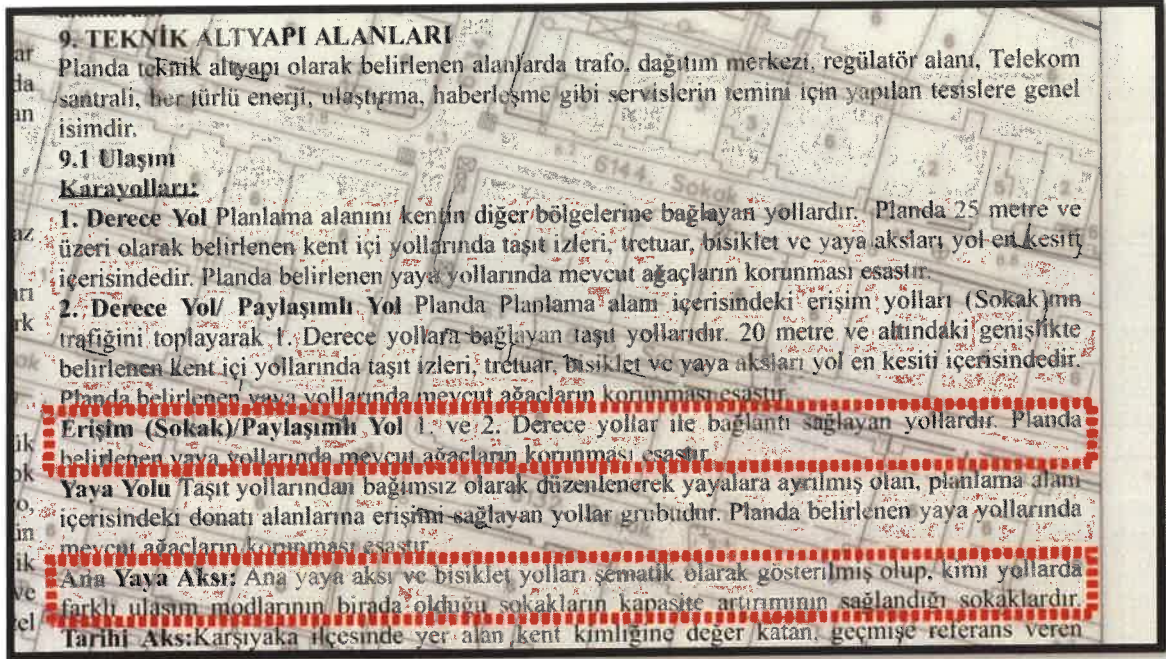 9. TEKNİK ALTYAPI ALANLARI
Planda teknik altyapı olarak belirlenen alanlarda trafo, dağıtım merkezi, regülatör alanı, Telekom
santrali, her türlü enerji, ulaştırma, haberleşme gibi servislerin temini için yapılan tesislere genel
isimdir.
9.1 Ulaşım
Karayolları:
1. Derece Yol Planlama alanını kentin diğer bölgelerine bağlayan yollardır. Planda 25 metre ve
üzeri olarak belirlenen kent içi yollarında taşıt izleri, tretuar, bisiklet ve yaya aksları yol en kesiti
içerisindedir. Planda belirlenen yaya yollarında mevcut ağaçların korunması esastır.
2. Derece Yol/ Paylaşımlı Yol Planda Planlama alanı içerisindeki erişim yolları (Sokak)nın
trafiğini toplayarak 1. Derece yollara bağlayan taşıt yollarıdır. 20 metre ve altındaki genişlikte
belirlenen kent içi yollarında taşıt izleri, tretuar, bisiklet ve yaya aksları yol en kesiti içerisindedir.
Planda belirlenen yaya yollarında mevcut ağaçların korunması esastır.
Erişim (Sokak)/Paylaşımlı Yol 1. ve 2. Derece yollar ile bağlantı sağlayan yollardır. Planda
belirlenen yaya yollarında mevcut ağaçların korunması esastır.
Yaya Yolu Taşıt yollarından bağımsız olarak düzenlenerek yayalara ayrılmış olan, planlama alanı
içerisindeki donatı alanlarına erişimi sağlayan yollar grubudur. Planda belirlenen yaya yollarında
mevcut ağaçların korunması esastır.
Ana Yaya Aksı: Ana yaya aksı ve bisiklet yolları şematik olarak gösterilmiş olup, kimi yollarda
farklı ulaşım modlarının birada olduğu sokakların kapasite artırımının sağlandığı sokaklardır.
Tarihi Aks:Karşıyaka ilçesinde yer alan kent kimliğine değer katan, geçmişe referans veren
6144. Sokak